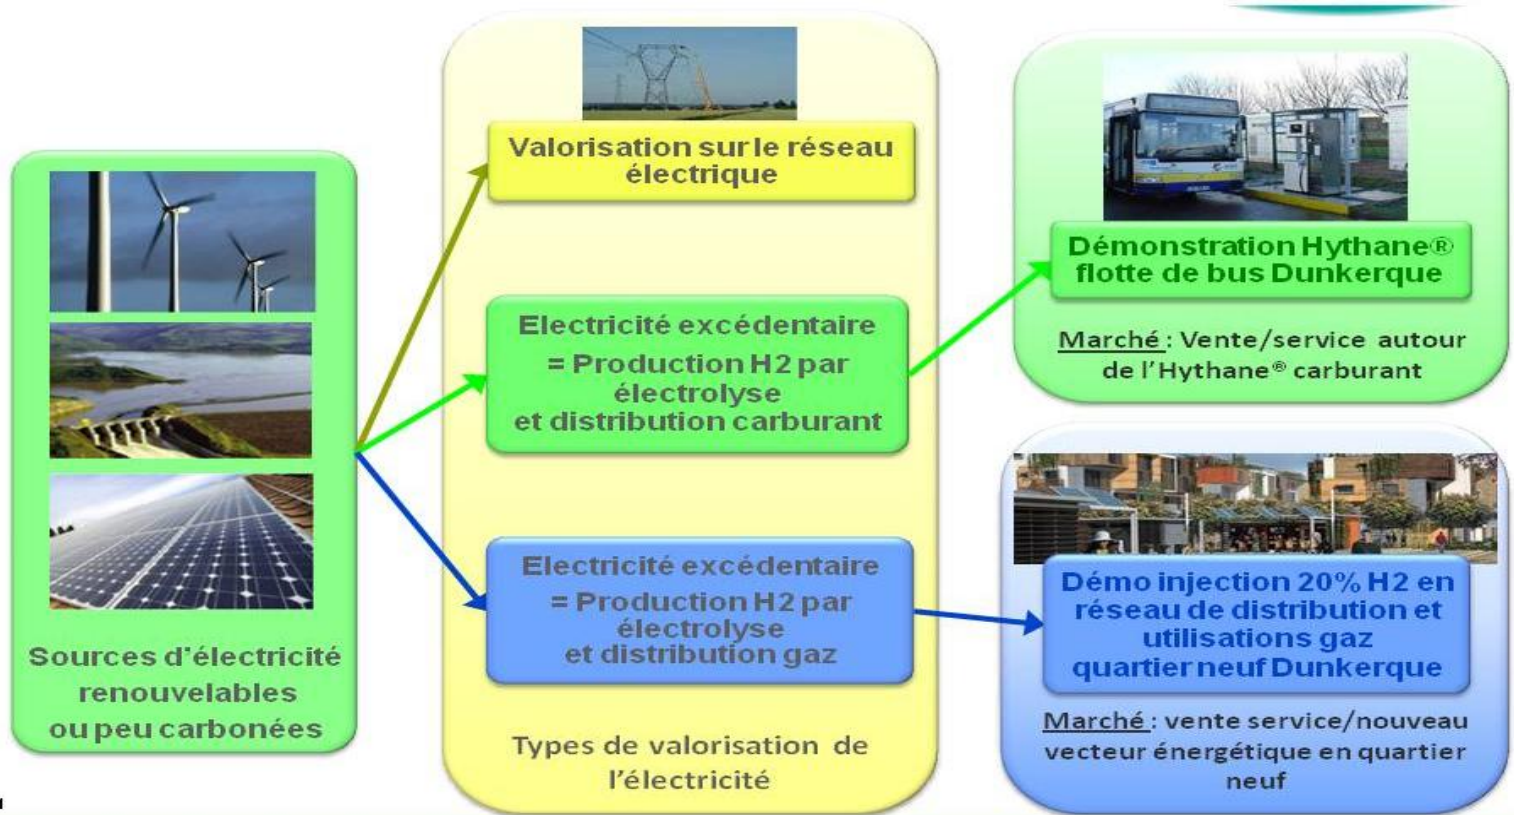 Sources d'électricité
renouvelables
ou peu carbonées
Valorisation sur le réseau
électrique
Electricité excédentaire
= Production H2 par
électrolyse
et distribution carburant
Electricité excédentaire
= Production H2 par
électrolyse
et distribution gaz
Types de valorisation de
l'électricité
Démonstration Hythane®
flotte de bus Dunkerque
Marché : Vente/service autour
de l'Hythane® carburant
Démo injection 20% H2 en
réseau de distribution et
utilisations gaz
quartier neuf Dunkerque
Marché : vente service/nouveau
vecteur énergétique en quartier
neuf